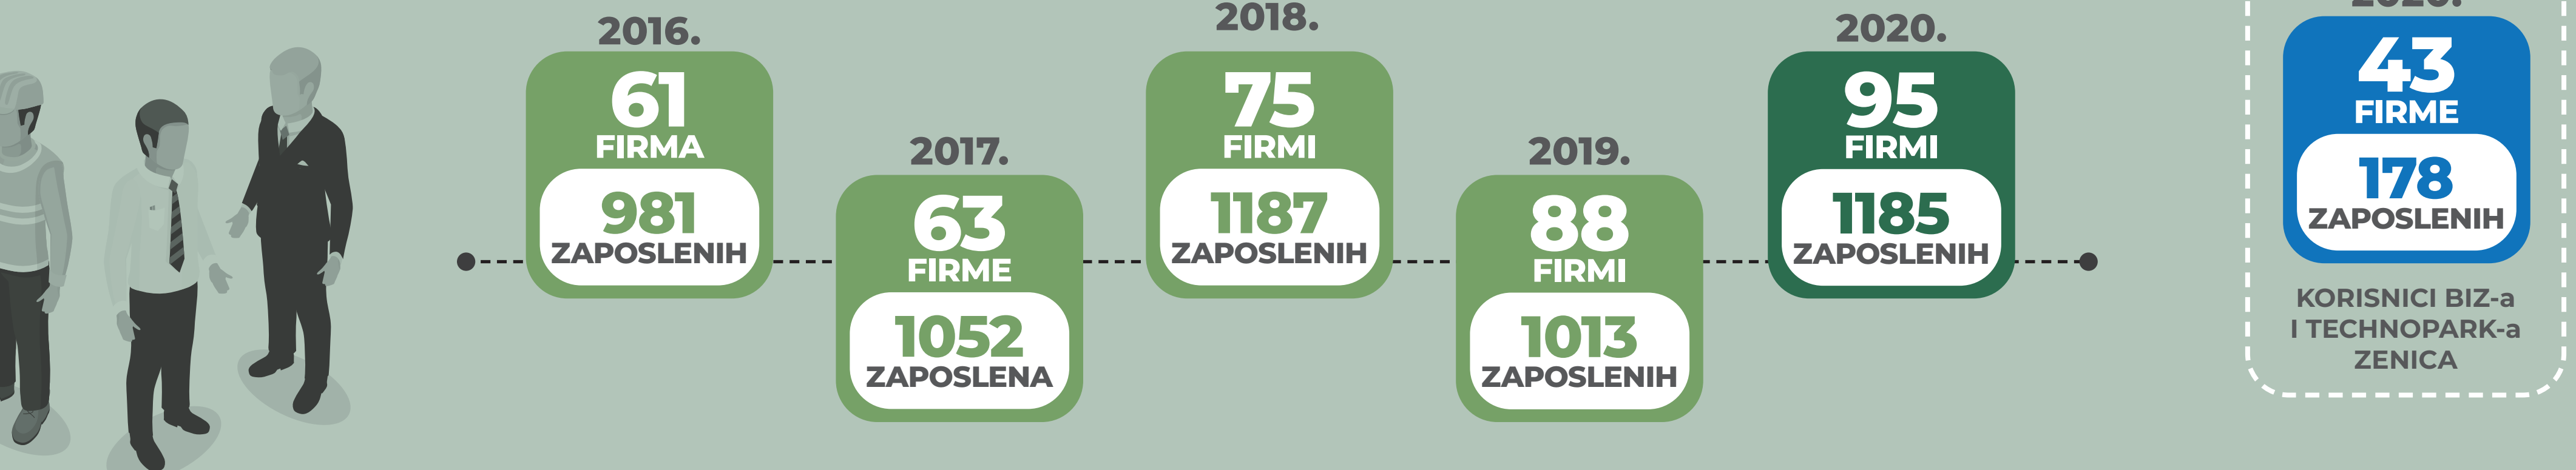 2016.
61
FIRMA
981
ZAPOSLENIH
2017.
63
FIRME
1052
ZAPOSLENA
2018.
75
FIRMI
1187
ZAPOSLENIH
2019.
88
FIRMI
1013
ZAPOSLENIH
2020.
95
FIRMI
1185
ZAPOSLENIH
2020.
43
FIRME
178
ZAPOSLENIH
KORISNICI BIZ-a
I TECHNOPARK-a
ZENICA